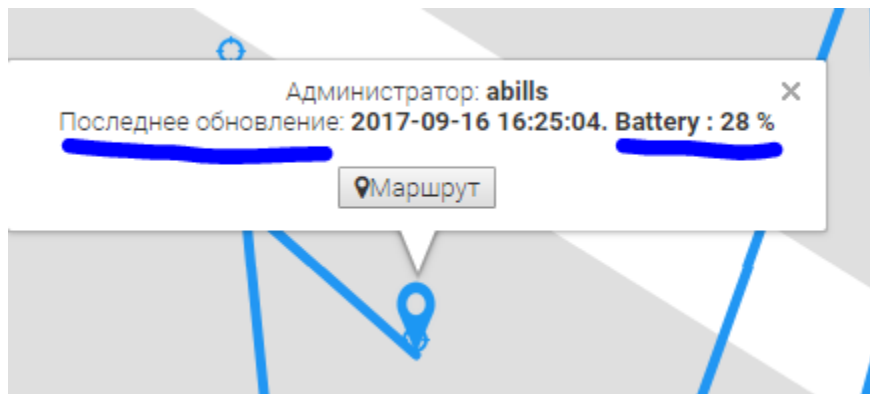 Администратор: abills
Последнее обновление: 2017-09-16 16:25:04. Battery : 28 %
Маршрут